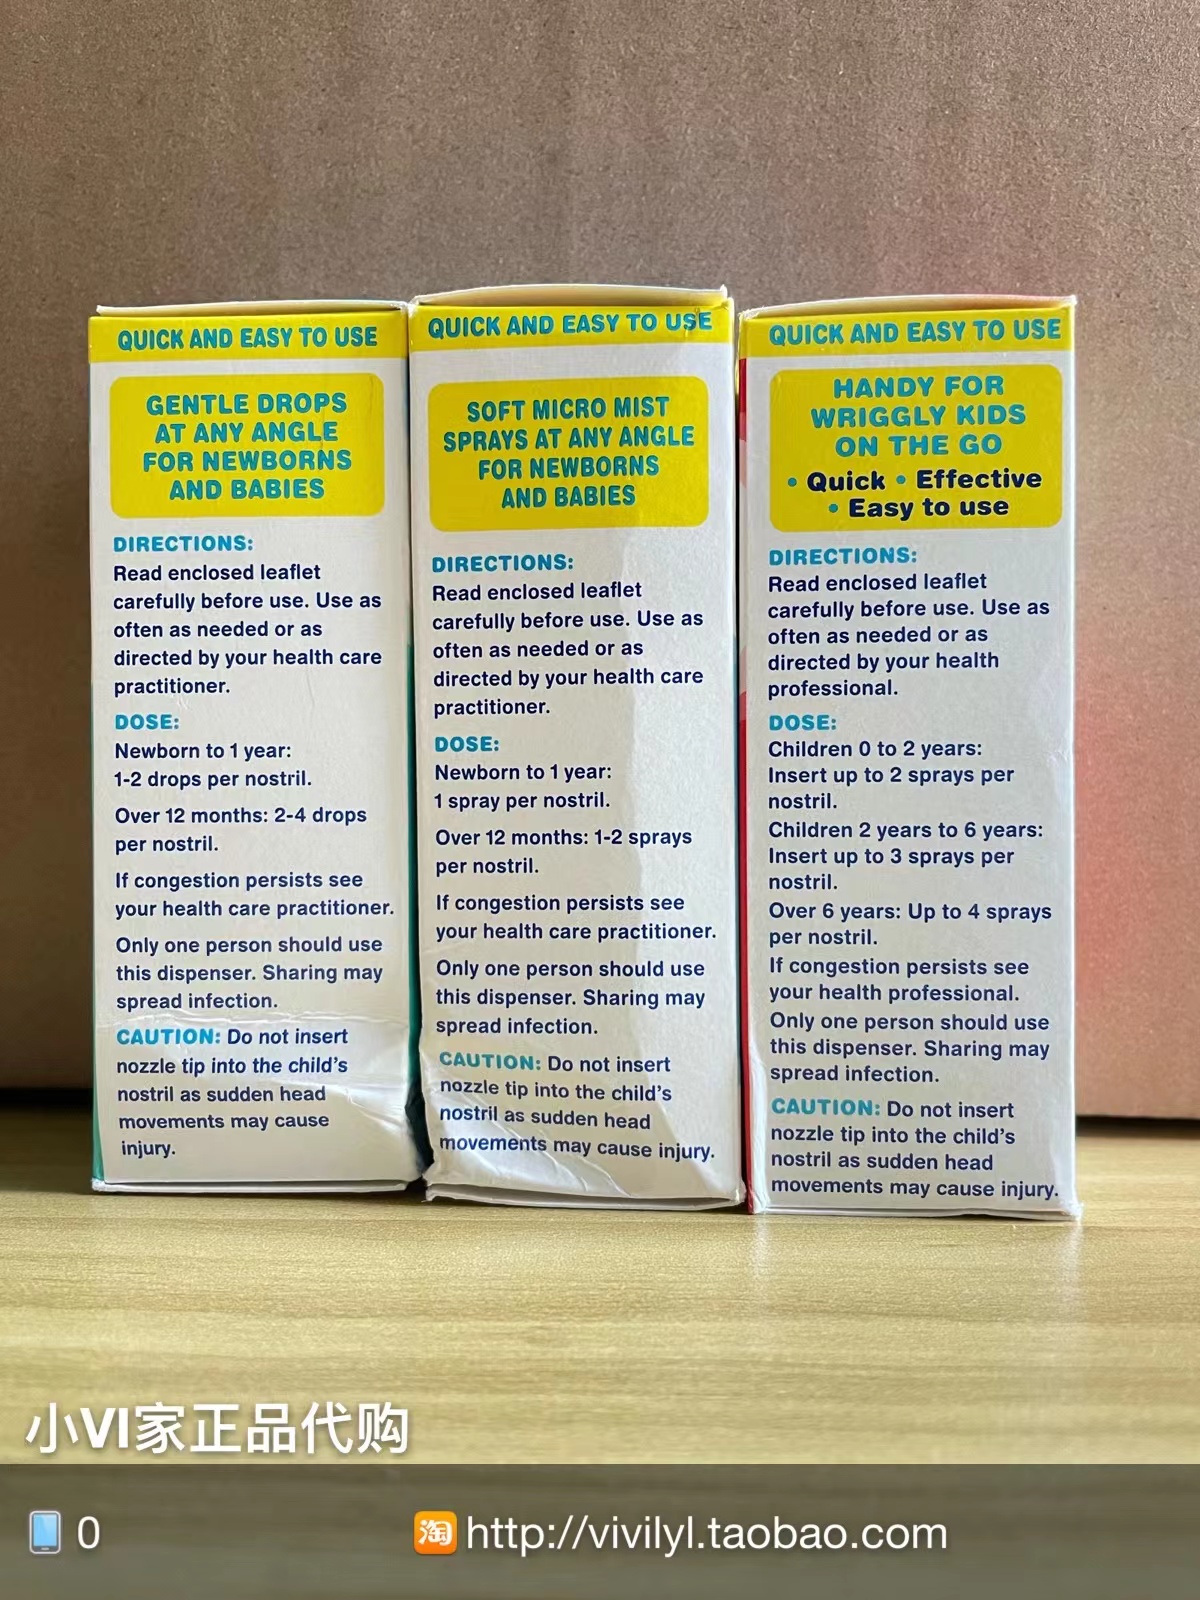 QUICK AND EASY TO USE
GENTLE DROPS
AT ANY ANGLE
FOR NEWBORNS
AND BABIES
DIRECTIONS:
Read enclosed leaflet
carefully before use. Use as
often as needed or as
directed by your health care
practitioner.
DOSE:
Newborn to 1 year:
1-2 drops per nostril.
Over 12 months: 2-4 drops
per nostril.
If congestion persists see
your health care practitioner.
Only one person should use
this dispenser. Sharing may
spread infection.
CAUTION: Do not insert
nozzle tip into the child's
nostril as sudden head
movements may cause
injury.
QUICK AND EASY TO USE
SOFT MICRO MIST
SPRAYS AT ANY ANGLE
FOR NEWBORNS
AND BABIES
DIRECTIONS:
Read enclosed leaflet
carefully before use. Use as
often as needed or as
directed by your health care
practitioner.
DOSE:
Newborn to 1 year:
1 spray per nostril.
Over 12 months: 1-2 sprays
per nostril.
If congestion persists see
your health care practitioner.
Only one person should use
this dispenser. Sharing may
spread infection.
CAUTION: Do not insert
nozzle tip into the child's
nostril as sudden head
movements may cause injury.
QUICK AND EASY TO USE
HANDY FOR
WRIGGLY KIDS
ON THE GO
• Quick • Effective
• Easy to use
DIRECTIONS:
Read enclosed leaflet
carefully before use. Use as
often as needed or as
directed by your health
professional.
DOSE:
Children 0 to 2 years:
Insert up to 2 sprays per
nostril.
Children 2 years to 6 years:
Insert up to 3 sprays per
nostril.
Over 6 years: Up to 4 sprays
per nostril.
If congestion persists see
your health professional.
Only one person should use
this dispenser. Sharing may
spread infection.
CAUTION: Do not insert
nozzle tip into the child's
nostril as sudden head
movements may cause injury.
小VI家正品代购
0
淘 http://vivilyl.taobao.com